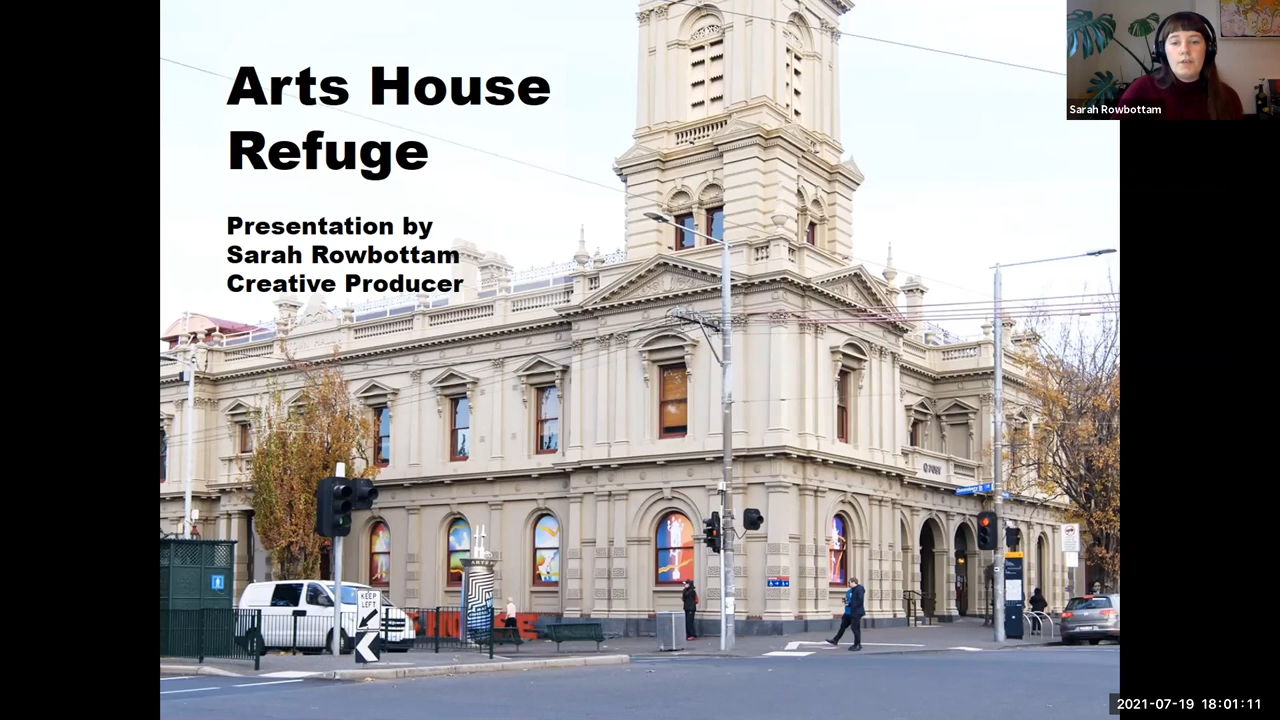 Arts House
Refuge
Presentation by
Sarah Rowbottam
Creative Producer
Sarah Rowbottam
KEEP
LEFT
2021-07-19 18:01:11